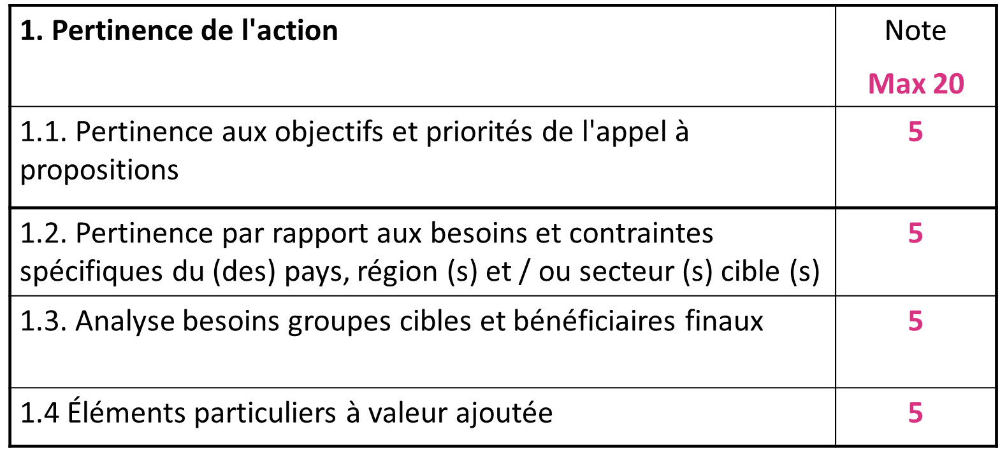 1. Pertinence de l'action
Note
Max 20
1.1. Pertinence aux objectifs et priorités de l'appel à
propositions
5
1.2. Pertinence par rapport aux besoins et contraintes
spécifiques du (des) pays, région (s) et / ou secteur (s) cible (s)
5
1.3. Analyse besoins groupes cibles et bénéficiaires finaux
5
1.4 Éléments particuliers à valeur ajoutée
5